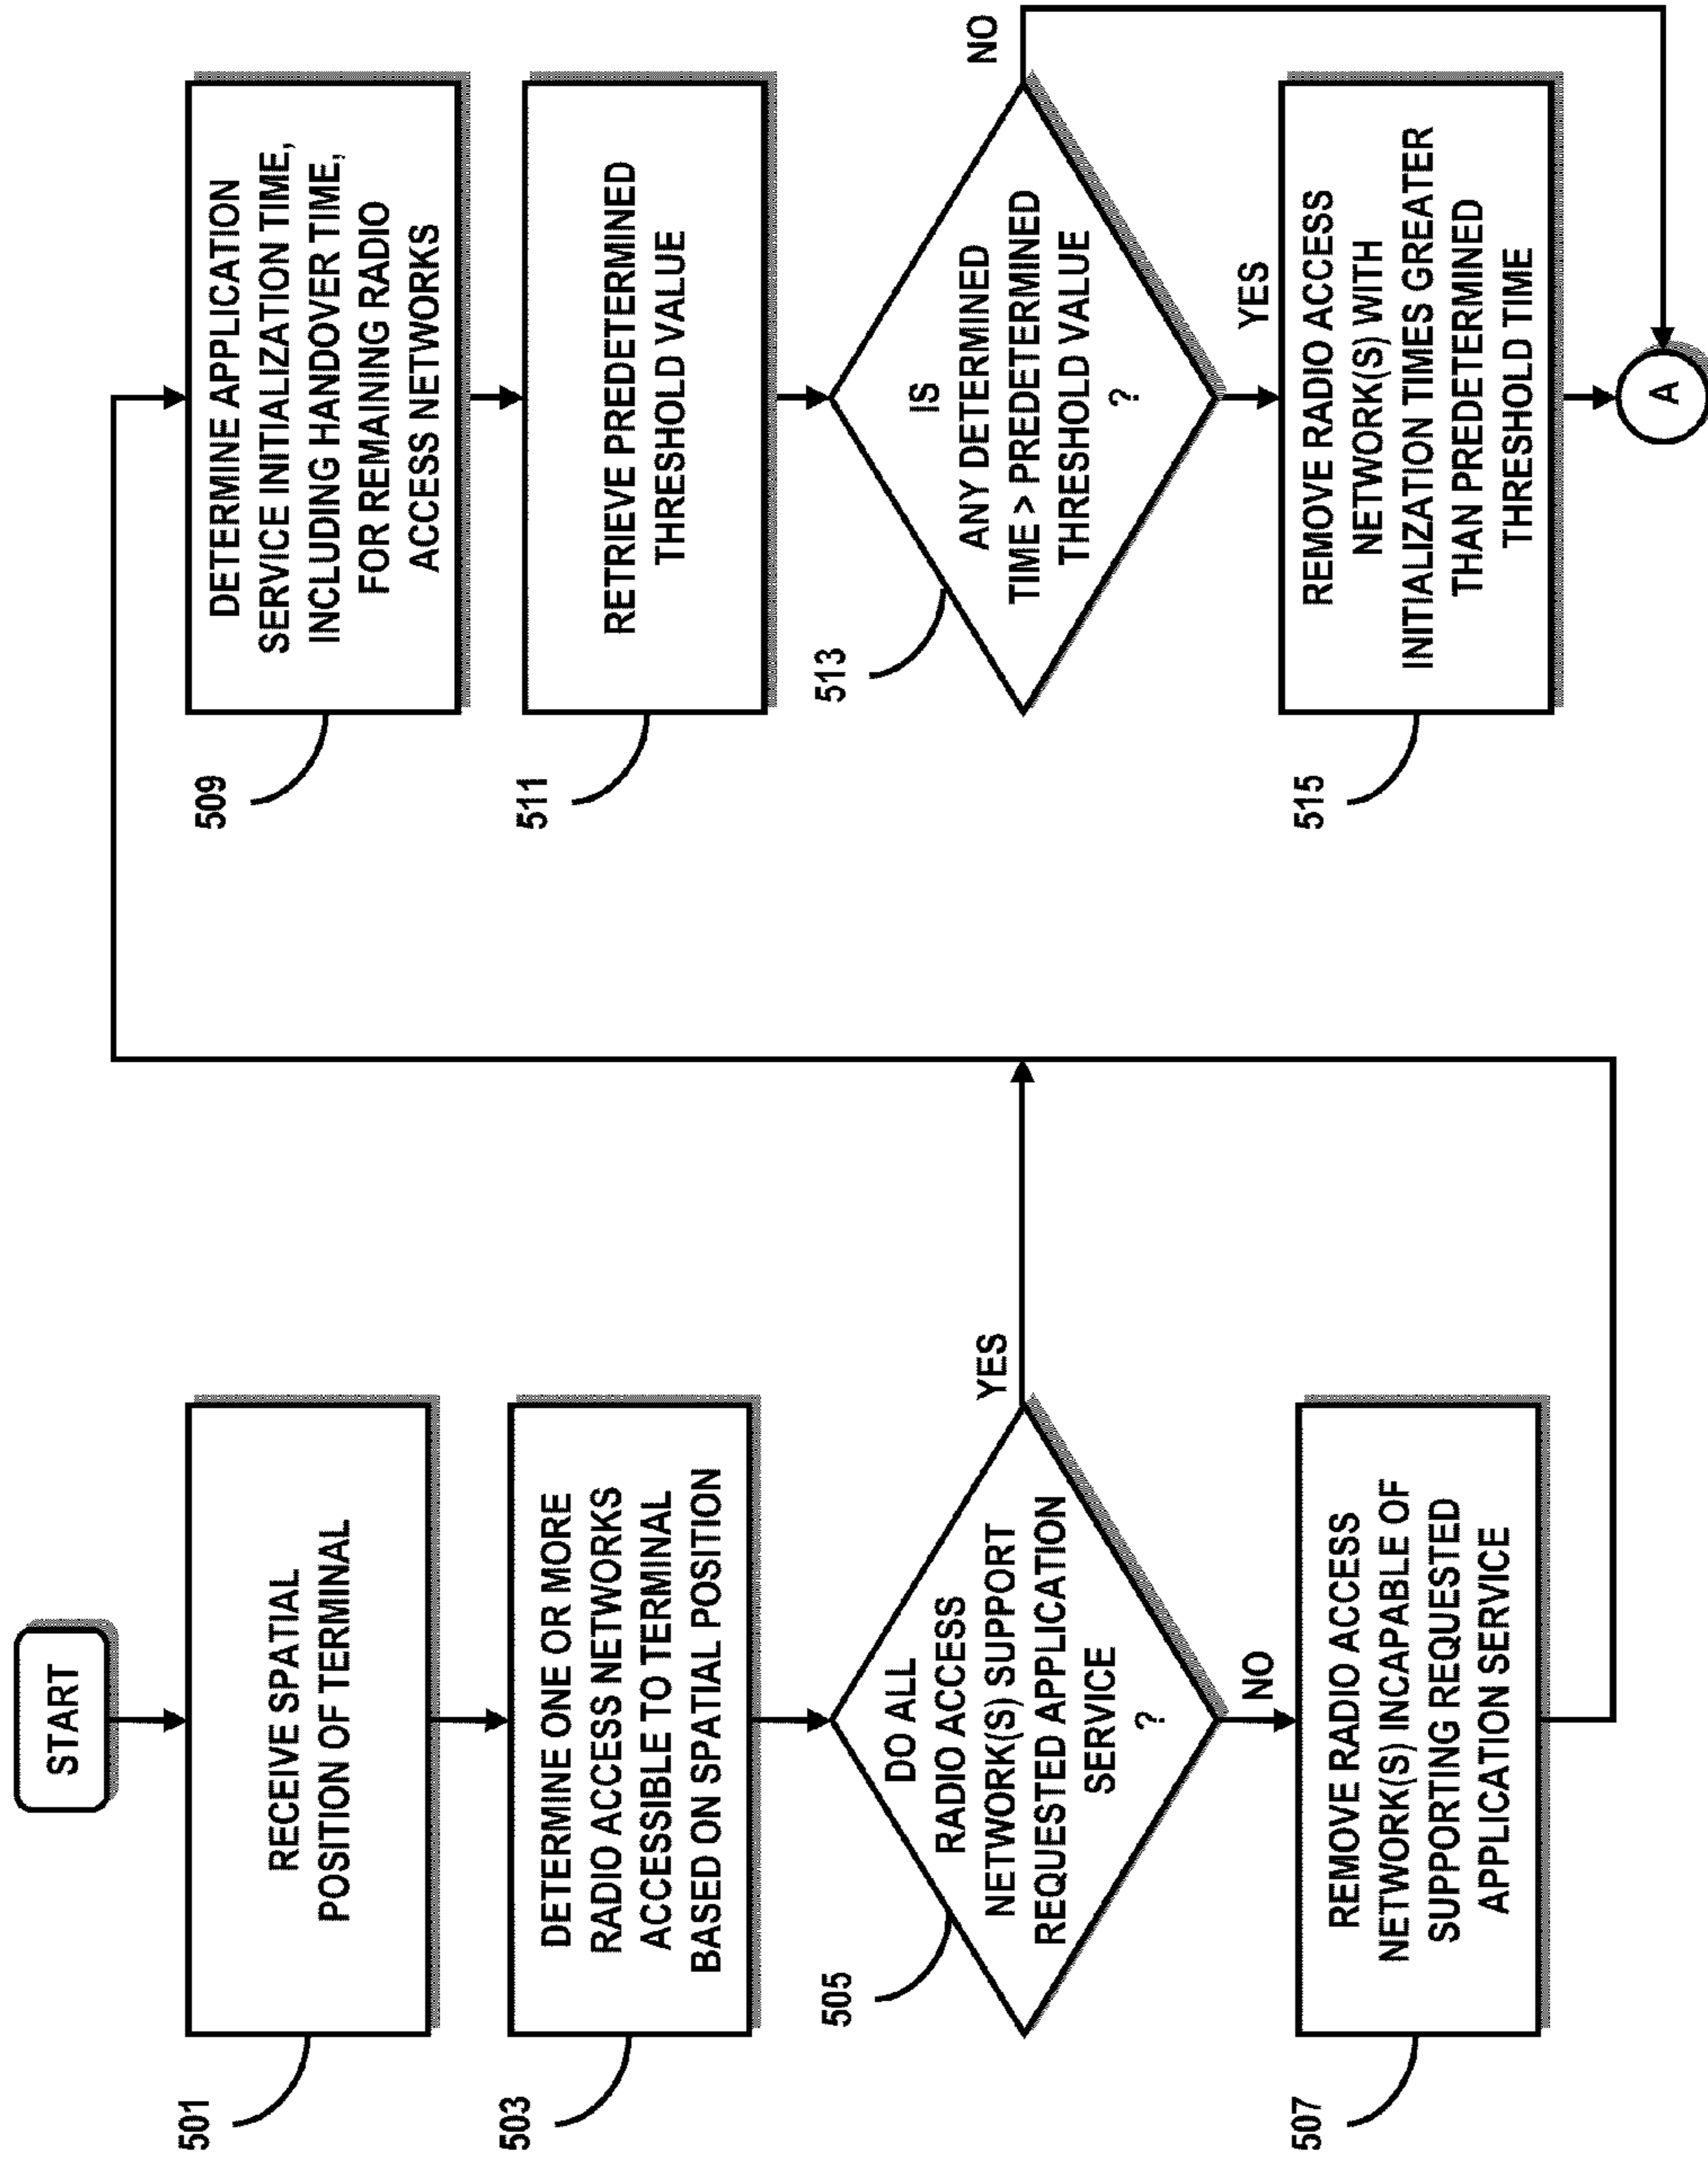 START
501
RECEIVE SPATIAL
POSITION OF TERMINAL
503
DETERMINE ONE OR MORE
RADIO ACCESS NETWORKS
ACCESSIBLE TO TERMINAL
BASED ON SPATIAL POSITION
505
DO ALL
RADIO ACCESS
NETWORK(S) SUPPORT
REQUESTED APPLICATION
SERVICE
?
YES
NO
507
REMOVE RADIO ACCESS
NETWORK(S) INCAPABLE OF
SUPPORTING REQUESTED
APPLICATION SERVICE
509
DETERMINE APPLICATION
SERVICE INITIALIZATION TIME,
INCLUDING HANDOVER TIME,
FOR REMAINING RADIO
ACCESS NETWORKS
511
RETRIEVE PREDETERMINED
THRESHOLD VALUE
513
IS
ANY DETERMINED
TIME > PREDETERMINED
THRESHOLD VALUE
?
NO
YES
515
REMOVE RADIO ACCESS
NETWORK(S) WITH
INITIALIZATION TIMES GREATER
THAN PREDETERMINED
THRESHOLD TIME
A